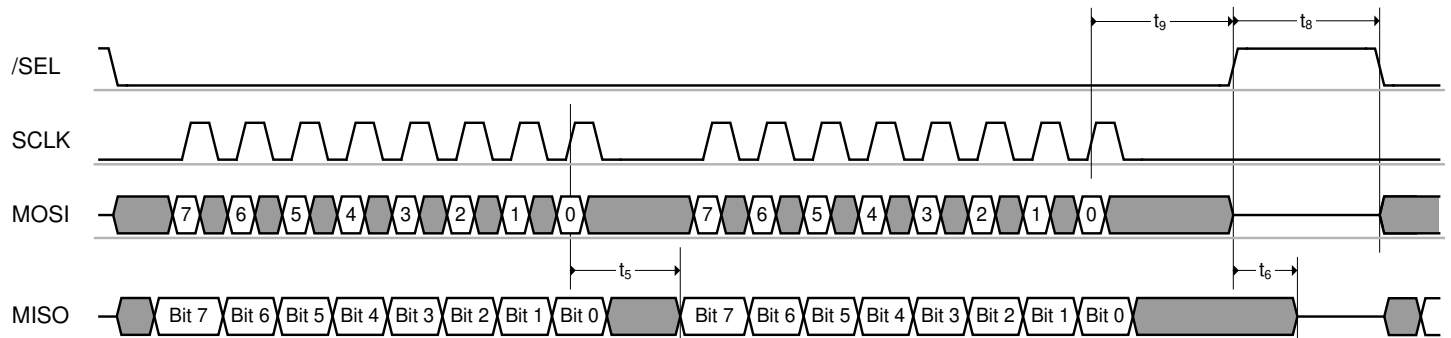 t₉ t₈
/SEL
SCLK
MOSI 7 6 5 4 3 2 1 0 7 6 5 4 3 2 1 0
t₅ t₆
MISO Bit 7 Bit 6 Bit 5 Bit 4 Bit 3 Bit 2 Bit 1 Bit 0 Bit 7 Bit 6 Bit 5 Bit 4 Bit 3 Bit 2 Bit 1 Bit 0